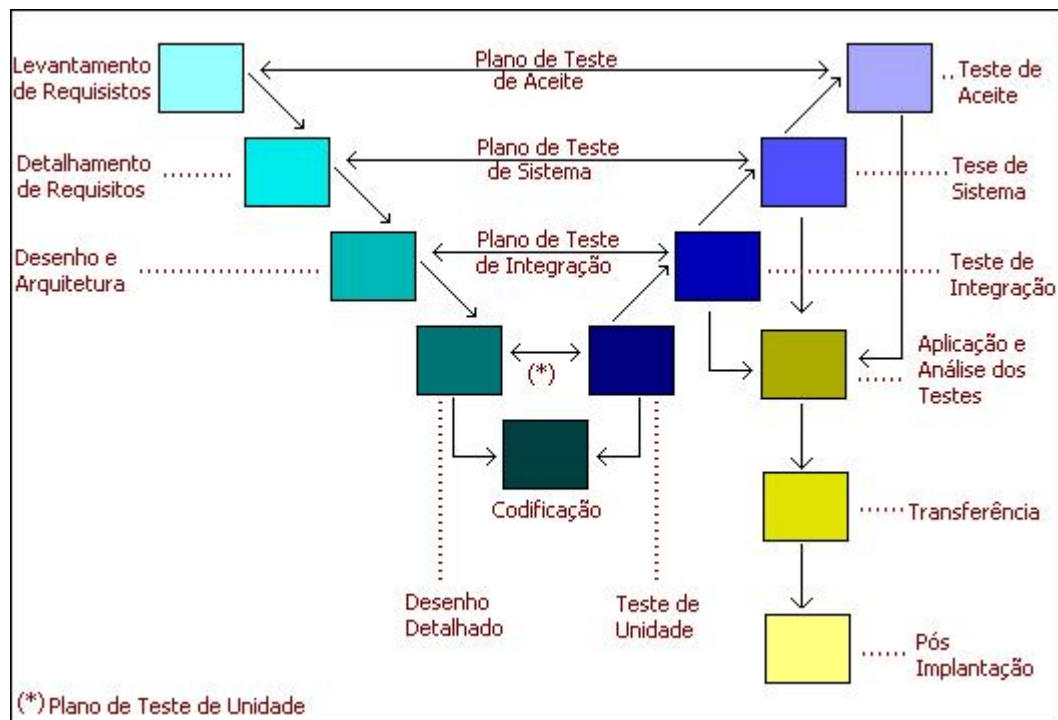 Levantamento
de Requisistos
Plano de Teste
de Aceite
Teste de
Aceite
Detalhamento
de Requisitos
Plano de Teste
de Sistema
Tese de
Sistema
Desenho e
Arquitetura
Plano de Teste
de Integração
Teste de
Integração
(*)
Aplicação e
Análise dos
Testes
Codificação
Transferência
Desenho
Detalhado
Teste de
Unidade
Pós
Implantação
(*) Plano de Teste de Unidade